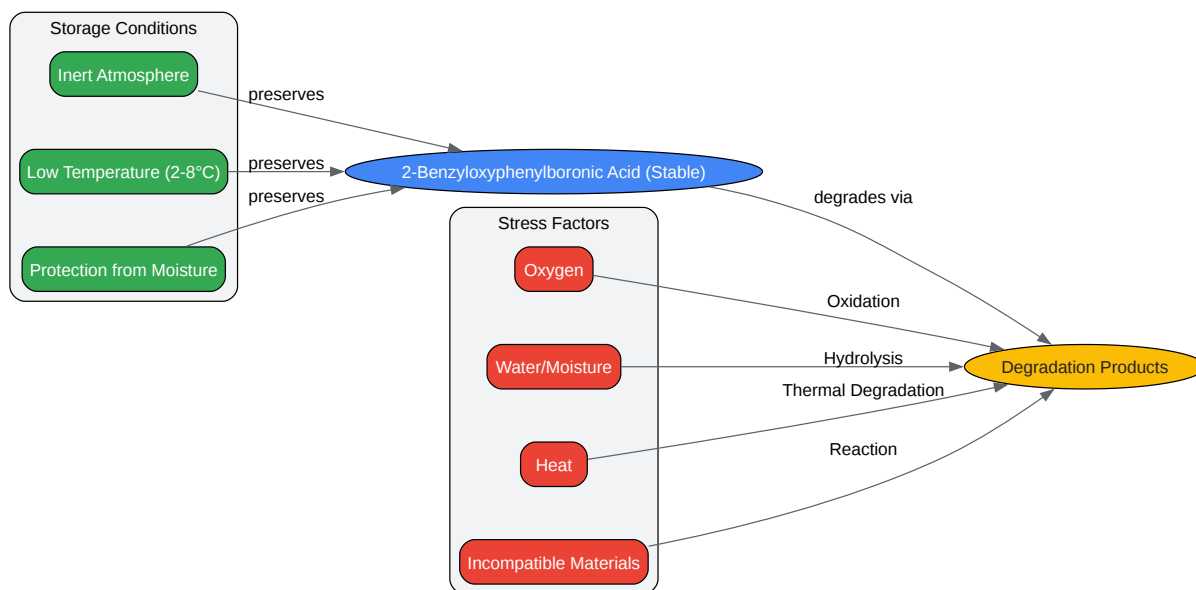 Storage Conditions
Inert Atmosphere
preserves
Low Temperature (2-8°C)
preserves
2-Benzyloxyphenylboronic Acid (Stable)
preserves
degrades via
Protection from Moisture
Stress Factors
Oxygen
Oxidation
Water/Moisture
Hydrolysis
Degradation Products
Thermal Degradation
Heat
Reaction
Incompatible Materials